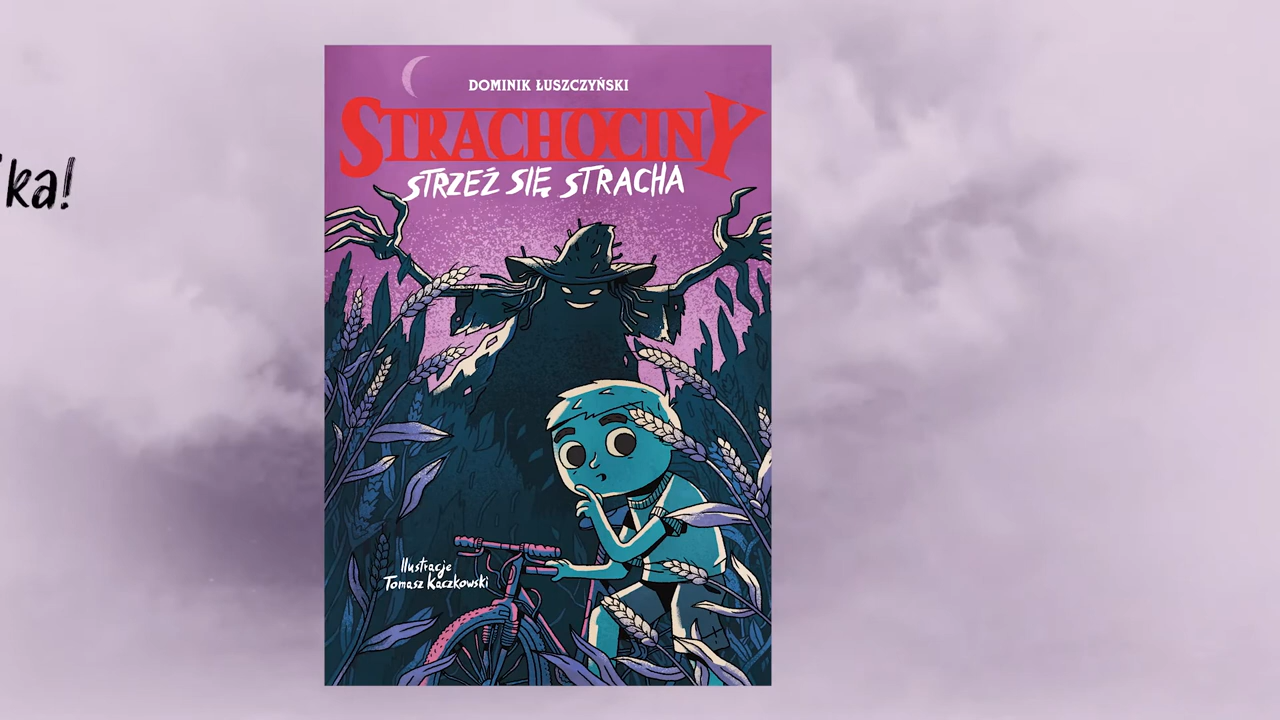 DOMINIK ŁUSZCZYŃSKI
STRACHOCINY
STRZEŻ SIĘ STRACHA
ka!
Ilustracje
Tomasz Kaczkowski